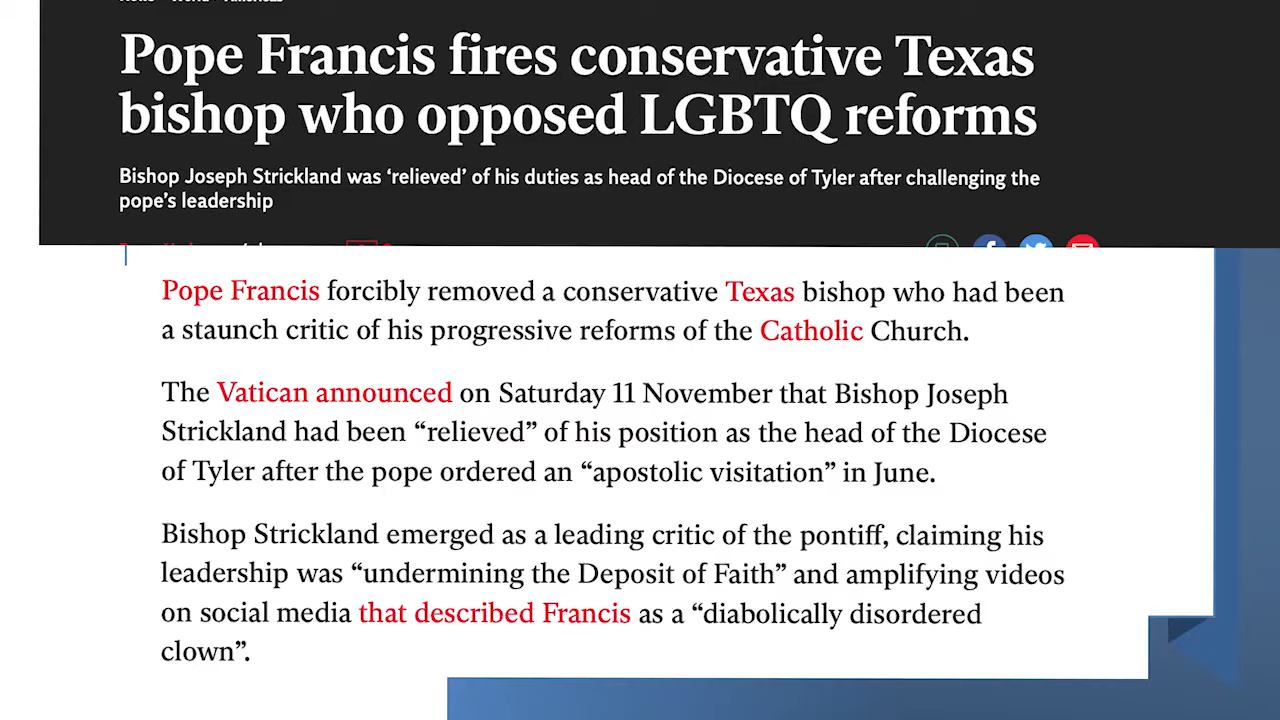 Pope Francis fires conservative Texas
bishop who opposed LGBTQ reforms
Bishop Joseph Strickland was ‘relieved’ of his duties as head of the Diocese of Tyler after challenging the
pope’s leadership
Pope Francis forcibly removed a conservative Texas bishop who had been
a staunch critic of his progressive reforms of the Catholic Church.
The Vatican announced on Saturday 11 November that Bishop Joseph
Strickland had been “relieved” of his position as the head of the Diocese
of Tyler after the pope ordered an “apostolic visitation” in June.
Bishop Strickland emerged as a leading critic of the pontiff, claiming his
leadership was “undermining the Deposit of Faith” and amplifying videos
on social media that described Francis as a “diabolically disordered
clown”.